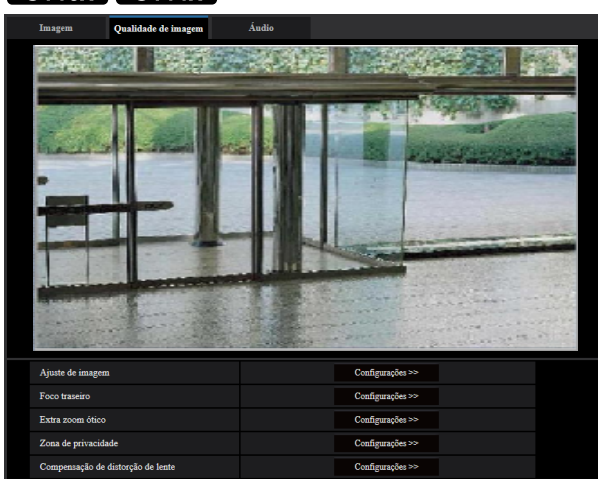 Imagem Qualidade de imagem Áudio
Ajuste de imagem Configurações >>
Foco traseiro Configurações >>
Extra zoom ótico Configurações >>
Zona de privacidade Configurações >>
Compensação de distorção de lente Configurações >>